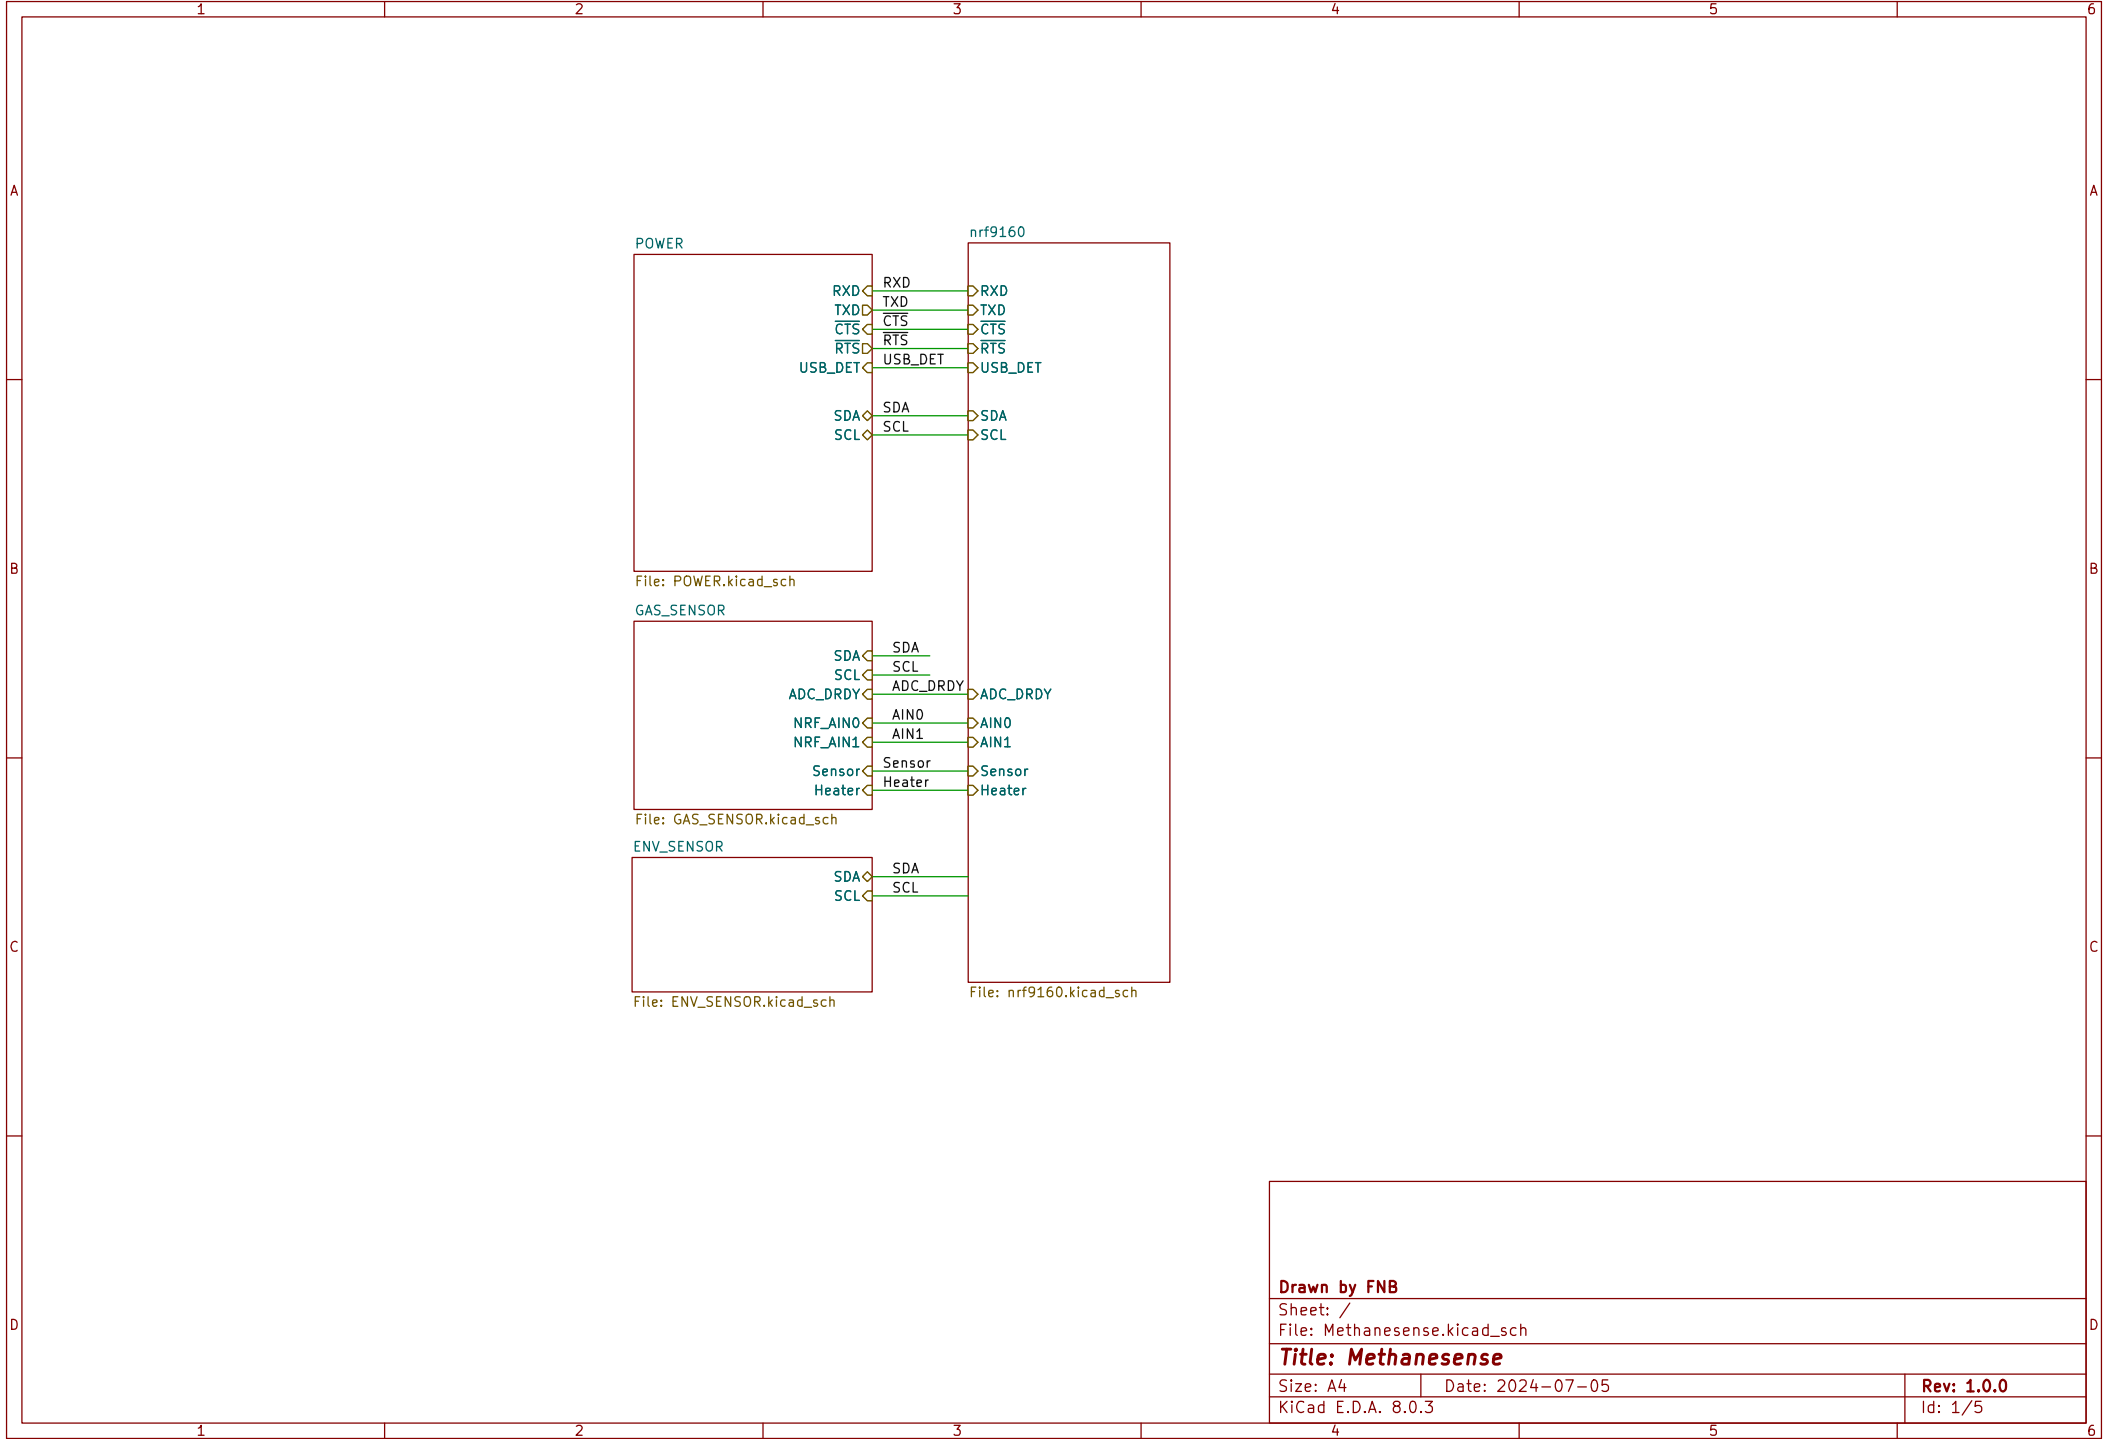 1 2 3 4 5 6
A A
nrf9160
POWER
RXD RXD RXD
TXD TXD TXD
CTS CTS CTS
RTS RTS RTS
USB_DET USB_DET USB_DET
SDA SDA SDA
SCL SCL SCL
B B
File: POWER.kicad_sch
GAS_SENSOR
SDA SDA
SCL SCL
ADC_DRDY ADC_DRDY ADC_DRDY
NRF_AIN0 AIN0 AIN0
NRF_AIN1 AIN1 AIN1
Sensor Sensor Sensor
Heater Heater Heater
File: GAS_SENSOR.kicad_sch
ENV_SENSOR
SDA SDA
SCL SCL
C C
File: nrf9160.kicad_sch
File: ENV_SENSOR.kicad_sch
Drawn by FNB
Sheet: /
D D
File: Methanesense.kicad_sch
Title: Methanesense
Size: A4 Date: 2024-07-05 Rev: 1.0.0
KiCad E.D.A. 8.0.3 Id: 1/5
1 2 3 4 5 6